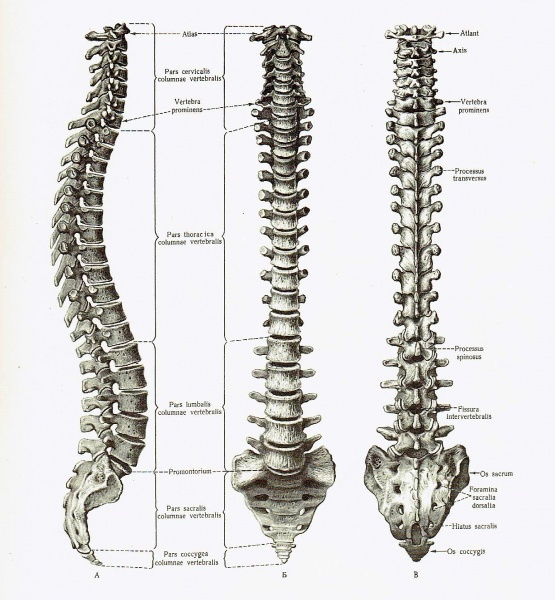 Atlas
Pars cervicalis
columnae vertebralis
Vertebra
prominens
Pars thoracica
columnae vertebralis
Pars lumbalis
columnae vertebralis
Promontorium
Pars sacralis
columnae vertebralis
Pars coccygea
columnae vertebralis
Atlant
Axis
Vertebra
prominens
Processus
transversus
Processus
spinosus
Fissura
intervertebralis
Os sacrum
Foramina
sacralia
dorsalia
Hiatus sacralis
Os coccygis
А
Б
В